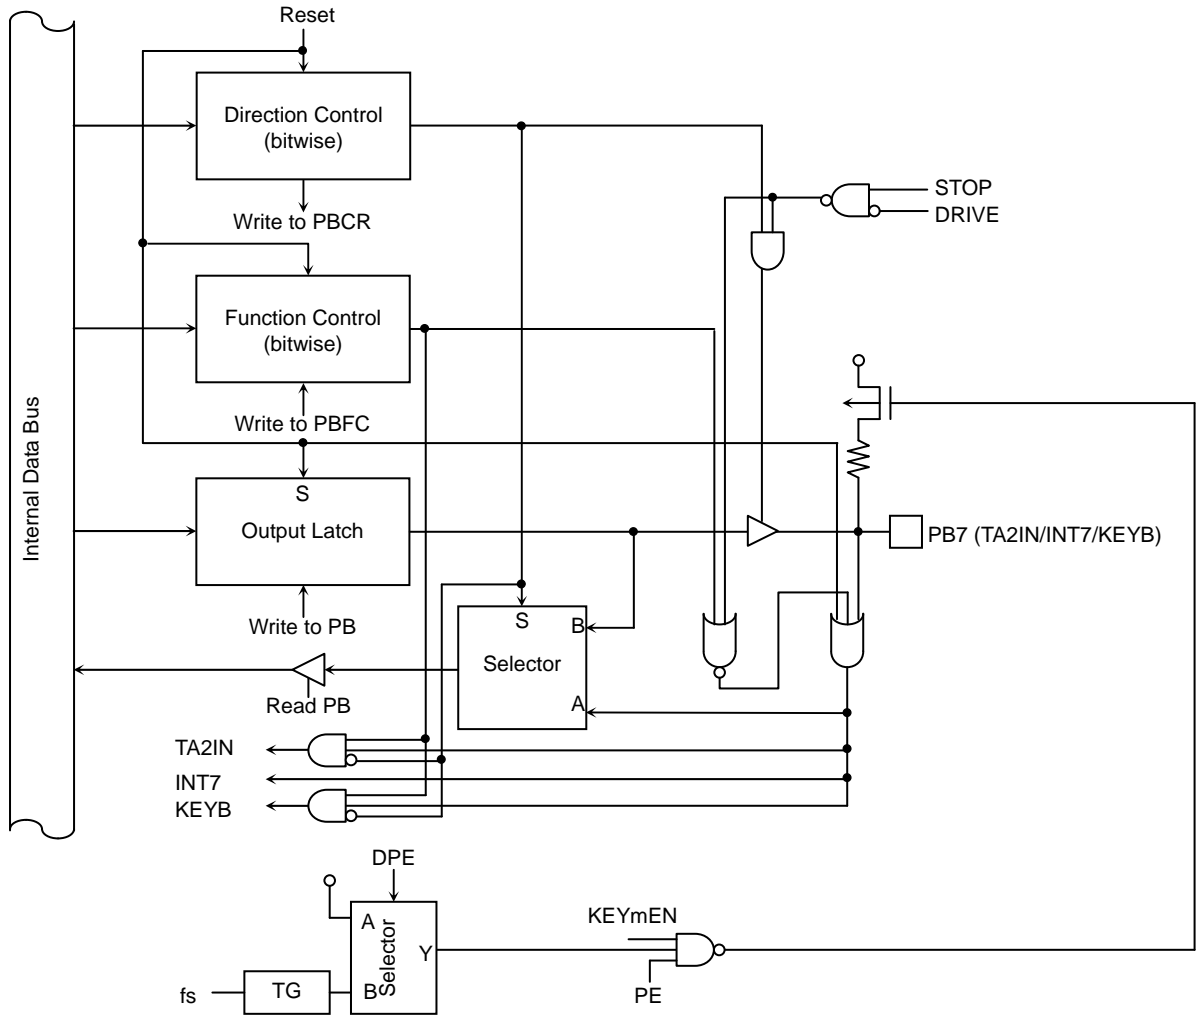 Reset
Direction Control
(bitwise)
Write to PBCR
STOP
DRIVE
Function Control
(bitwise)
Write to PBFC
Internal Data Bus
S
Output Latch
PB7 (TA2IN/INT7/KEYB)
Write to PB
S
B
Selector
A
Read PB
TA2IN
INT7
KEYB
DPE
A
Selector
Y
B
KEYmEN
PE
fs
TG